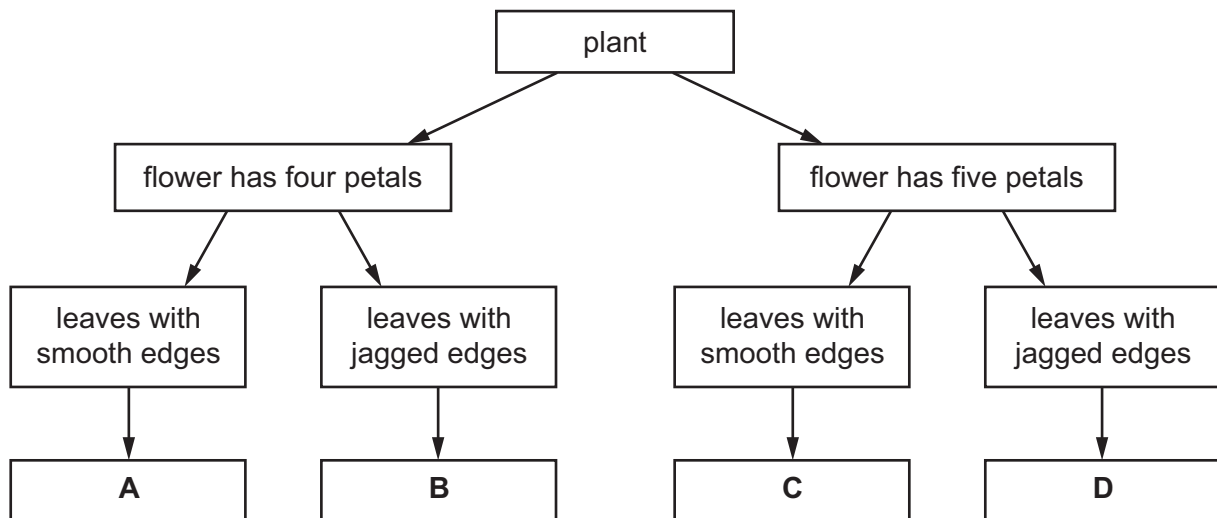 plant
flower has four petals
flower has five petals
leaves with
smooth edges
leaves with
jagged edges
leaves with
smooth edges
leaves with
jagged edges
A
B
C
D